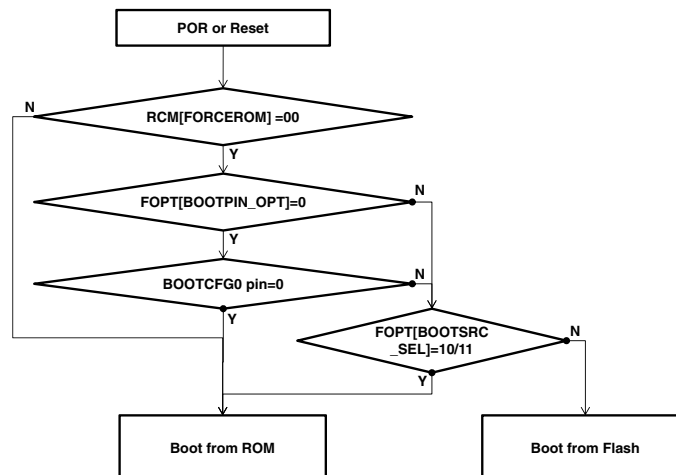 POR or Reset
N
RCM[FORCEROM] =00
Y
N
FOPT[BOOTPIN_OPT]=0
Y
N
BOOTCFG0 pin=0
Y
FOPT[BOOTSRC
_SEL]=10/11
N
Y
Boot from ROM
Boot from Flash